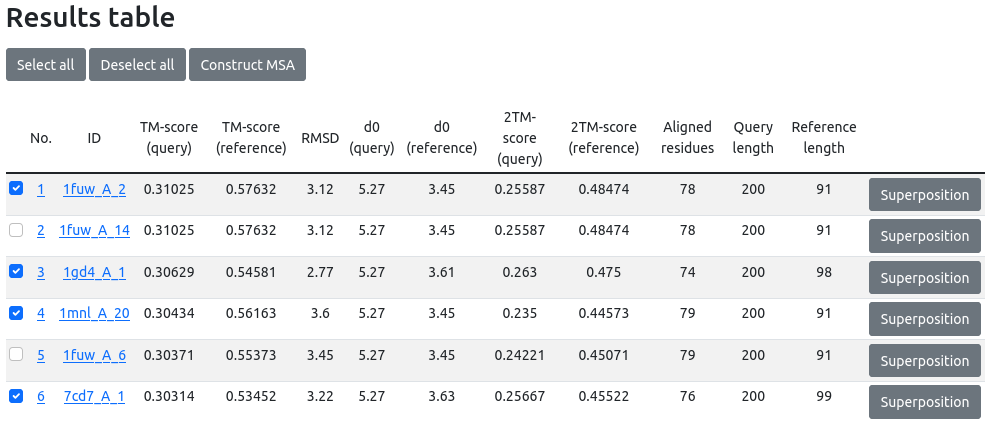 Results table
Select all Deselect all Construct MSA
No. ID TM-score (query) TM-score (reference) RMSD d0 (query) d0 (reference) 2TM-score (query) 2TM-score (reference) Aligned residues Query length Reference length
1 1fuw_A_2 0.31025 0.57632 3.12 5.27 3.45 0.25587 0.48474 78 200 91 Superposition
2 1fuw_A_14 0.31025 0.57632 3.12 5.27 3.45 0.25587 0.48474 78 200 91 Superposition
3 1gd4_A_1 0.30629 0.54581 2.77 5.27 3.61 0.263 0.475 74 200 98 Superposition
4 1mnl_A_20 0.30434 0.56163 3.6 5.27 3.45 0.235 0.44573 79 200 91 Superposition
5 1fuw_A_6 0.30371 0.55373 3.45 5.27 3.45 0.24221 0.45071 79 200 91 Superposition
6 7cd7_A_1 0.30314 0.53452 3.22 5.27 3.63 0.25667 0.45522 76 200 99 Superposition